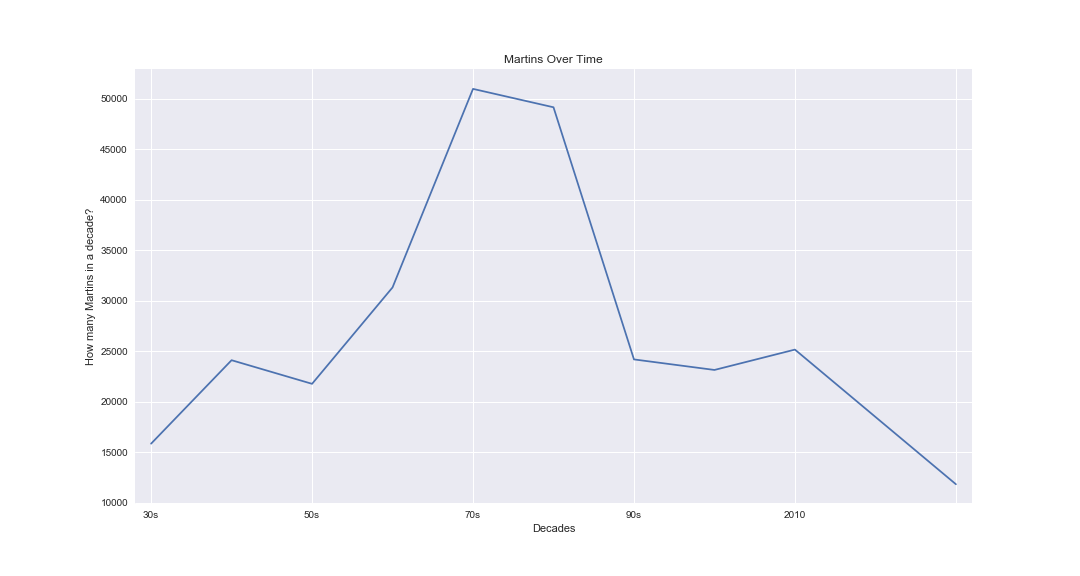 Martins Over Time
50000
45000
40000
35000
30000
25000
20000
15000
10000
How many Martins in a decade?
30s
50s
70s
90s
2010
Decades